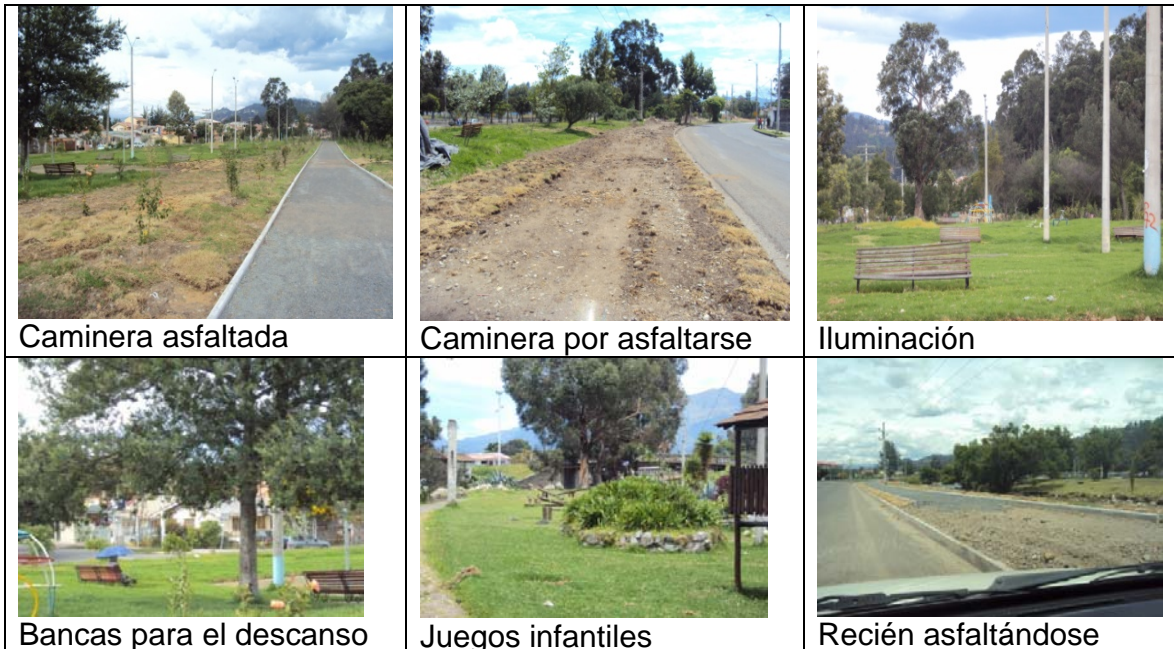 Caminera asfaltada
Caminera por asfaltarse
Iluminación
Bancas para el descanso
Juegos infantiles
Recién asfaltándose